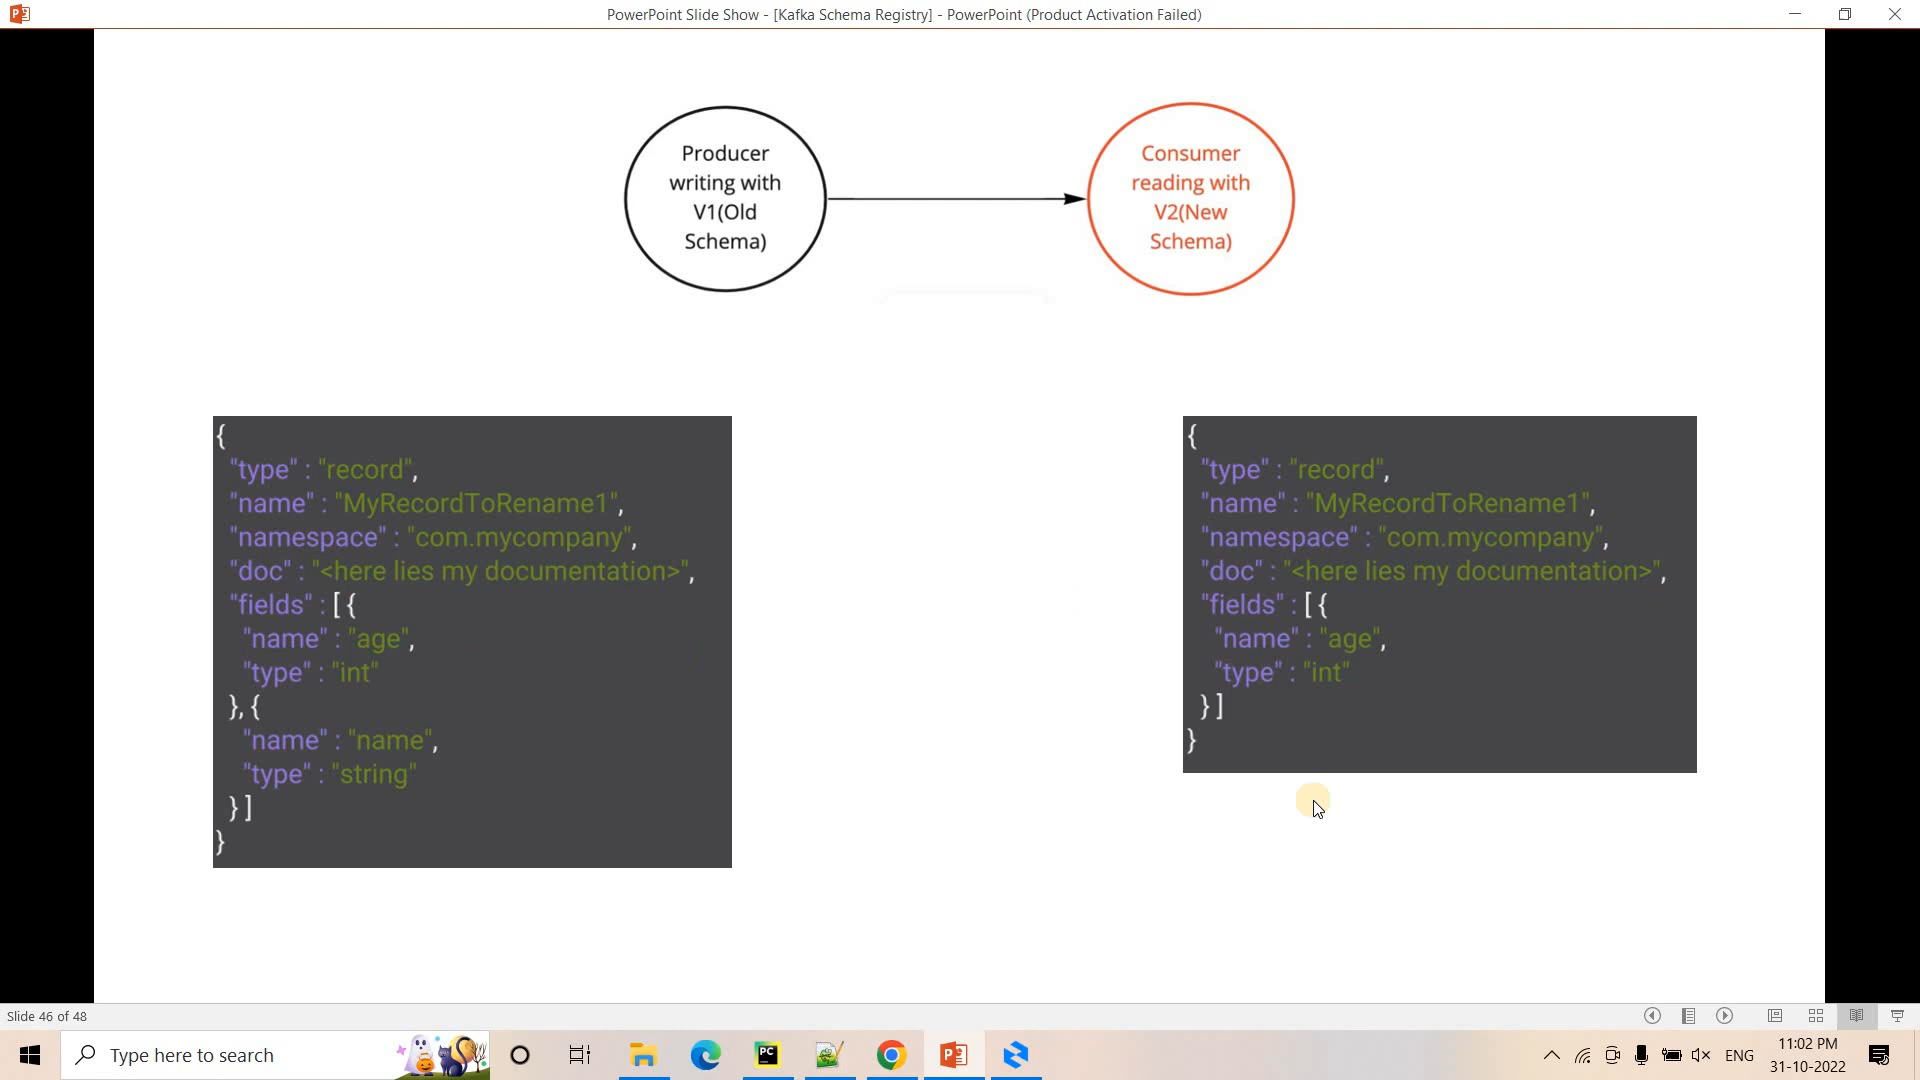 PowerPoint Slide Show - [Kafka Schema Registry] - PowerPoint (Product Activation Failed)
Producer
writing with
V1(Old
Schema)
Consumer
reading with
V2(New
Schema)
{
"type" : "record",
"name" : "MyRecordToRename1",
"namespace" : "com.mycompany",
"doc" : "<here lies my documentation>",
"fields" : [ {
"name" : "age",
"type" : "int"
}, {
"name" : "name",
"type" : "string"
} ]
}
{
"type" : "record",
"name" : "MyRecordToRename1",
"namespace" : "com.mycompany",
"doc" : "<here lies my documentation>",
"fields" : [ {
"name" : "age",
"type" : "int"
} ]
}
Slide 46 of 48
Type here to search
PC
ENG
11:02 PM
31-10-2022